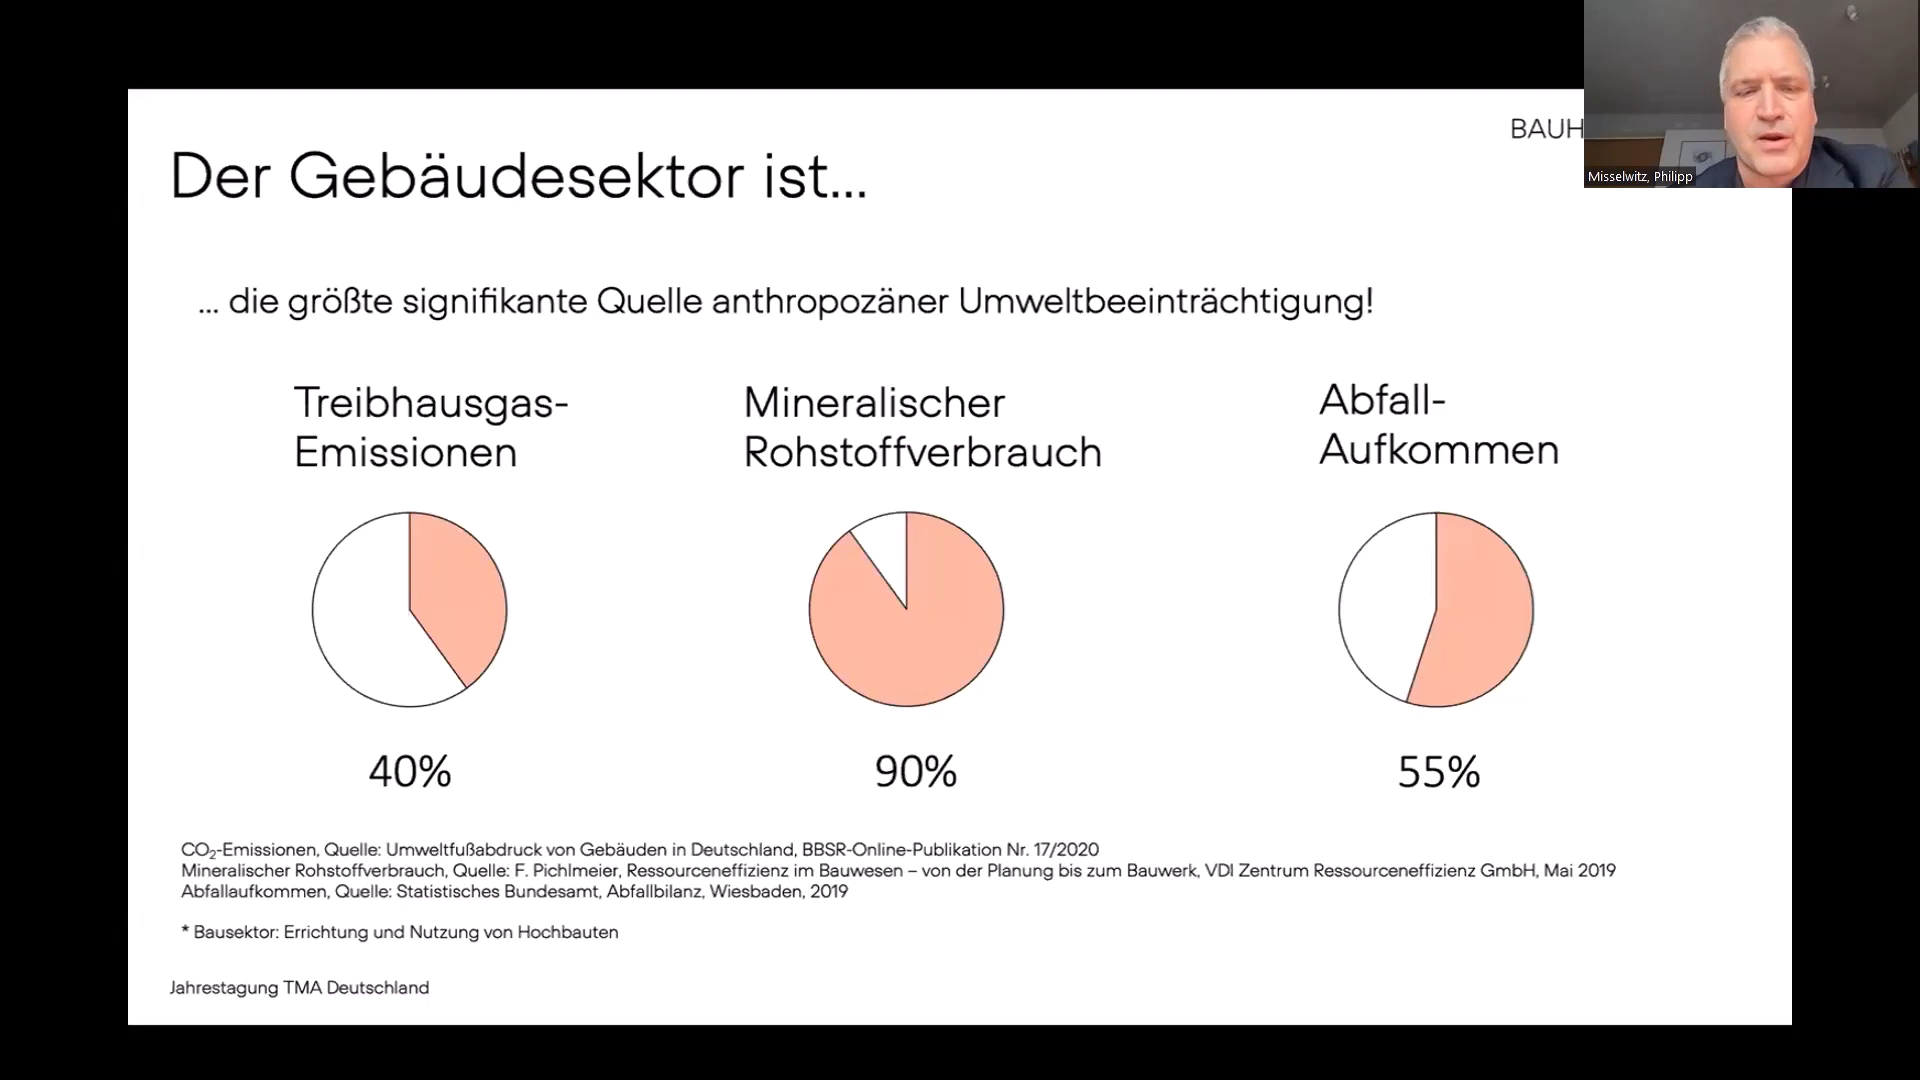 BAUH
Misselwitz, Philipp
Der Gebäudesektor ist...
... die größte signifikante Quelle anthropozäner Umweltbeeinträchtigung!
Treibhausgas-
Emissionen
Mineralischer
Rohstoffverbrauch
Abfall-
Aufkommen
40%
90%
55%
CO₂-Emissionen, Quelle: Umweltfußabdruck von Gebäuden in Deutschland, BBSR-Online-Publikation Nr. 17/2020
Mineralischer Rohstoffverbrauch, Quelle: F. Pichlmeier, Ressourceneffizienz im Bauwesen – von der Planung bis zum Bauwerk, VDI Zentrum Ressourceneffizienz GmbH, Mai 2019
Abfallaufkommen, Quelle: Statistisches Bundesamt, Abfallbilanz, Wiesbaden, 2019
* Bausektor: Errichtung und Nutzung von Hochbauten
Jahrestagung TMA Deutschland